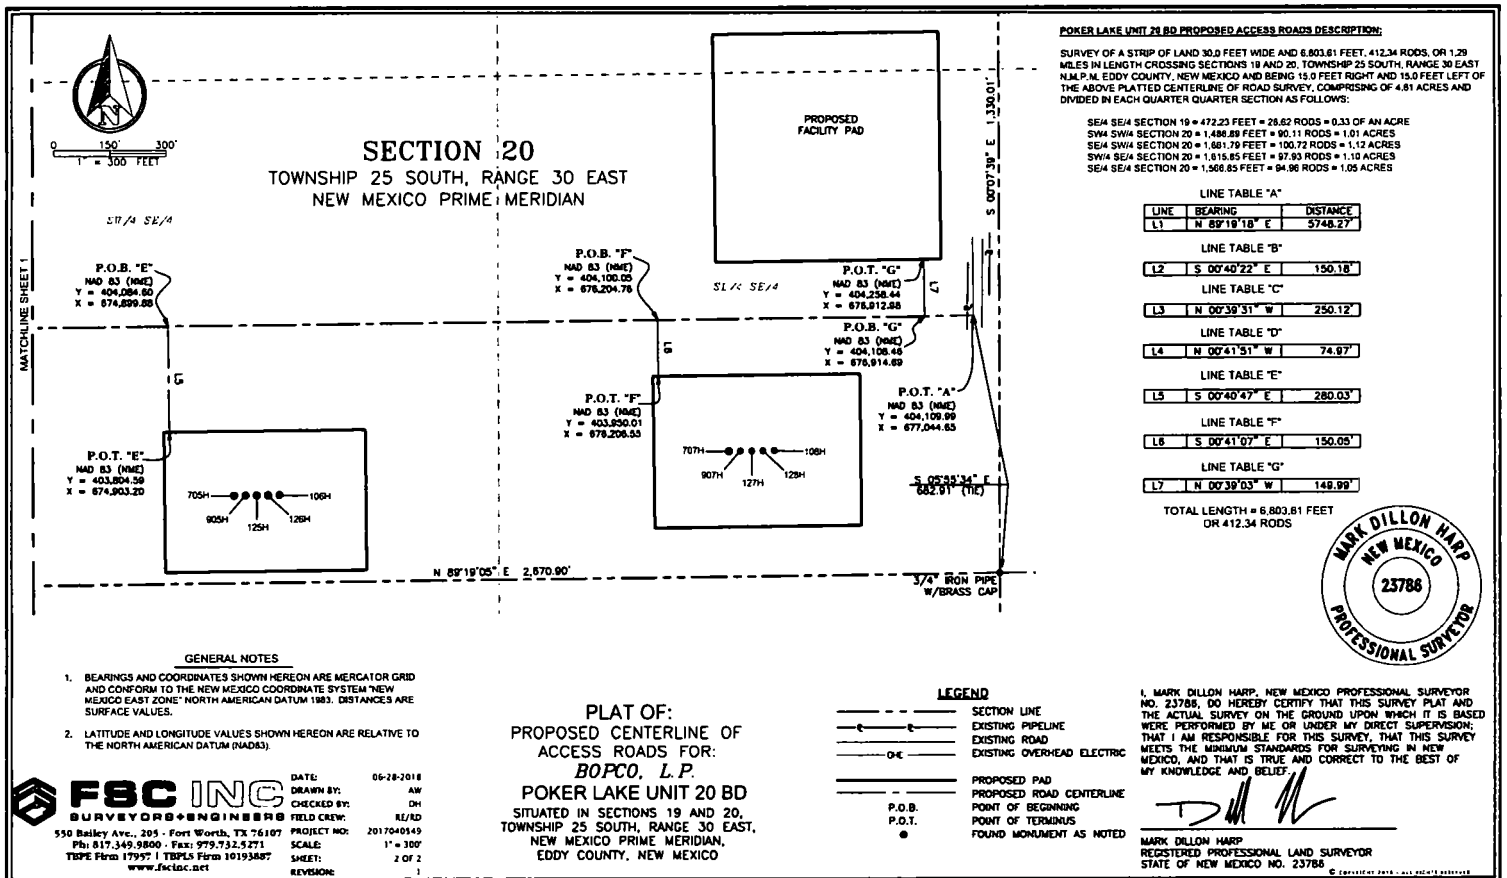 N
0 150' 300'
1" = 300 FEET
SECTION 20
TOWNSHIP 25 SOUTH, RANGE 30 EAST
NEW MEXICO PRIME MERIDIAN
SW/4 SE/4
MATCHLINE SHEET 1
P.O.B. "E"
NAD 83 (NME)
Y = 404,084.60
X = 674,899.88
L5
P.O.T. "E"
NAD 83 (NME)
Y = 403,804.59
X = 674,903.20
705H
905H
125H
126H
106H
P.O.B. "F"
NAD 83 (NME)
Y = 404,100.05
X = 676,204.76
L6
P.O.T. "F"
NAD 83 (NME)
Y = 403,950.01
X = 676,206.55
707H
907H
127H
128H
108H
PROPOSED
FACILITY PAD
SE/4 SE/4
P.O.T. "G"
NAD 83 (NME)
Y = 404,258.44
X = 676,912.98
L7
P.O.B. "G"
NAD 83 (NME)
Y = 404,108.46
X = 676,914.69
P.O.T. "A"
NAD 83 (NME)
Y = 404,109.99
X = 677,044.65
S 00°07'39" E 1,330.01'
S 05°55'34" E
682.91' (TIE)
N 89°19'05" E 2,670.90'
3/4" IRON PIPE
W/BRASS CAP
POKER LAKE UNIT 20 BD PROPOSED ACCESS ROADS DESCRIPTION:
SURVEY OF A STRIP OF LAND 30.0 FEET WIDE AND 6,803.61 FEET, 412.34 RODS, OR 1.29
MILES IN LENGTH CROSSING SECTIONS 19 AND 20, TOWNSHIP 25 SOUTH, RANGE 30 EAST
N.M.P.M. EDDY COUNTY, NEW MEXICO AND BEING 15.0 FEET RIGHT AND 15.0 FEET LEFT OF
THE ABOVE PLATTED CENTERLINE OF ROAD SURVEY, COMPRISING OF 4.61 ACRES AND
DIVIDED IN EACH QUARTER QUARTER SECTION AS FOLLOWS:
SE/4 SE/4 SECTION 19 = 472.23 FEET = 28.62 RODS = 0.33 OF AN ACRE
SW/4 SW/4 SECTION 20 = 1,486.89 FEET = 90.11 RODS = 1.01 ACRES
SE/4 SW/4 SECTION 20 = 1,661.79 FEET = 100.72 RODS = 1.12 ACRES
SW/4 SE/4 SECTION 20 = 1,615.85 FEET = 97.93 RODS = 1.10 ACRES
SE/4 SE/4 SECTION 20 = 1,566.85 FEET = 94.96 RODS = 1.05 ACRES
LINE TABLE "A"
LINE BEARING DISTANCE
L1 N 89°19'18" E 5748.27'
LINE TABLE "B"
L2 S 00°40'22" E 150.18'
LINE TABLE "C"
L3 N 00°39'31" W 250.12'
LINE TABLE "D"
L4 N 00°41'51" W 74.97'
LINE TABLE "E"
L5 S 00°40'47" E 280.03'
LINE TABLE "F"
L6 S 00°41'07" E 150.05'
LINE TABLE "G"
L7 N 00°39'03" W 149.99'
TOTAL LENGTH = 6,803.61 FEET
OR 412.34 RODS
MARK DILLON HARP
NEW MEXICO
23786
PROFESSIONAL SURVEYOR
GENERAL NOTES
1. BEARINGS AND COORDINATES SHOWN HEREON ARE MERCATOR GRID
AND CONFORM TO THE NEW MEXICO COORDINATE SYSTEM "NEW
MEXICO EAST ZONE" NORTH AMERICAN DATUM 1983. DISTANCES ARE
SURFACE VALUES.
2. LATITUDE AND LONGITUDE VALUES SHOWN HEREON ARE RELATIVE TO
THE NORTH AMERICAN DATUM (NAD83).
FSC INC
SURVEYORS+ENGINEERS
550 Bailey Ave., 205 - Fort Worth, TX 76107
Ph: 817.349.9800 - Fax: 979.732.5271
TBPE Firm 17957 | TBPLS Firm 10193887
www.fscinc.net
DATE: 06-28-2018
DRAWN BY: AW
CHECKED BY: DH
FIELD CREW: RE/RD
PROJECT NO: 2017040549
SCALE: 1" = 300'
SHEET: 2 OF 2
REVISION: 1
PLAT OF:
PROPOSED CENTERLINE OF
ACCESS ROADS FOR:
BOPCO, L.P.
POKER LAKE UNIT 20 BD
SITUATED IN SECTIONS 19 AND 20,
TOWNSHIP 25 SOUTH, RANGE 30 EAST,
NEW MEXICO PRIME MERIDIAN,
EDDY COUNTY, NEW MEXICO
LEGEND
SECTION LINE
EXISTING PIPELINE
EXISTING ROAD
OHE EXISTING OVERHEAD ELECTRIC
PROPOSED PAD
PROPOSED ROAD CENTERLINE
P.O.B. POINT OF BEGINNING
P.O.T. POINT OF TERMINUS
FOUND MONUMENT AS NOTED
I, MARK DILLON HARP, NEW MEXICO PROFESSIONAL SURVEYOR
NO. 23786, DO HEREBY CERTIFY THAT THIS SURVEY PLAT AND
THE ACTUAL SURVEY ON THE GROUND UPON WHICH IT IS BASED
WERE PERFORMED BY ME OR UNDER MY DIRECT SUPERVISION;
THAT I AM RESPONSIBLE FOR THIS SURVEY, THAT THIS SURVEY
MEETS THE MINIMUM STANDARDS FOR SURVEYING IN NEW
MEXICO, AND THAT IS TRUE AND CORRECT TO THE BEST OF
MY KNOWLEDGE AND BELIEF.
MARK DILLON HARP
REGISTERED PROFESSIONAL LAND SURVEYOR
STATE OF NEW MEXICO NO. 23786
© COPYRIGHT 2018 - ALL RIGHTS RESERVED